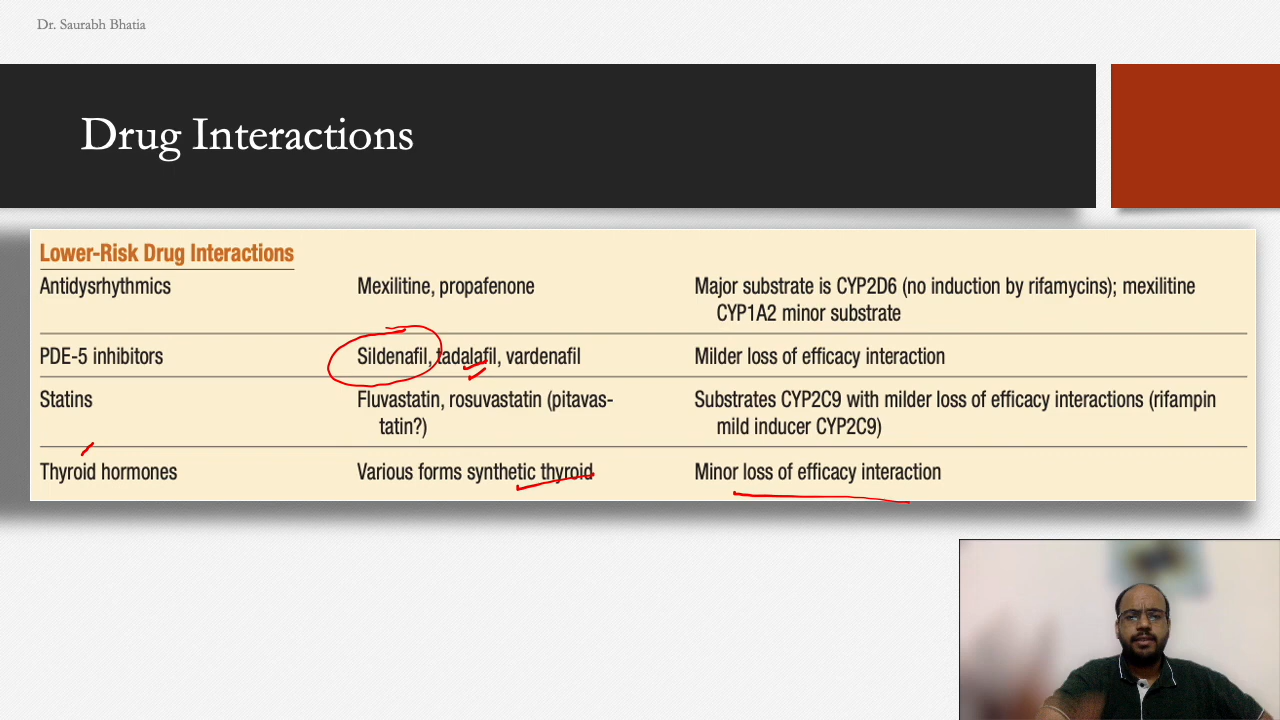 Dr. Saurabh Bhatia
Drug Interactions
Lower-Risk Drug Interactions
Antidysrhythmics Mexilitine, propafenone Major substrate is CYP2D6 (no induction by rifamycins); mexilitine
CYP1A2 minor substrate
PDE-5 inhibitors Sildenafil, tadalafil, vardenafil Milder loss of efficacy interaction
Statins Fluvastatin, rosuvastatin (pitavas- Substrates CYP2C9 with milder loss of efficacy interactions (rifampin
tatin?) mild inducer CYP2C9)
Thyroid hormones Various forms synthetic thyroid Minor loss of efficacy interaction